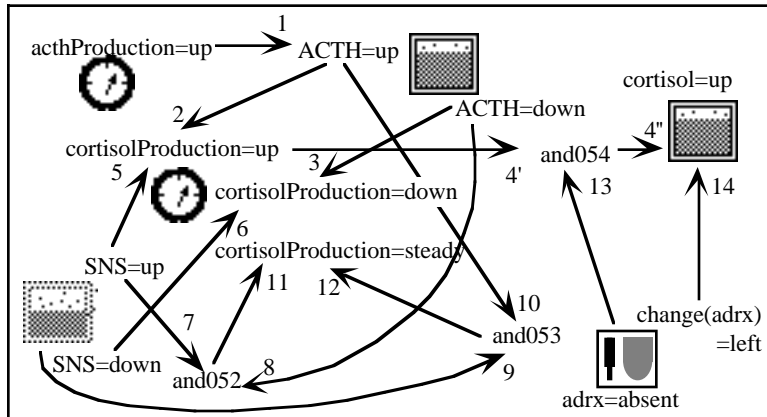 1
acthProduction=up
ACTH=up
cortisol=up
2
ACTH=down
4"
cortisolProduction=up
3
4'
and054
5
13
14
cortisolProduction=down
6
cortisolProduction=steady
SNS=up
11
12
10
change(adrx)
=left
7
and053
SNS=down
8
9
and052
adrx=absent